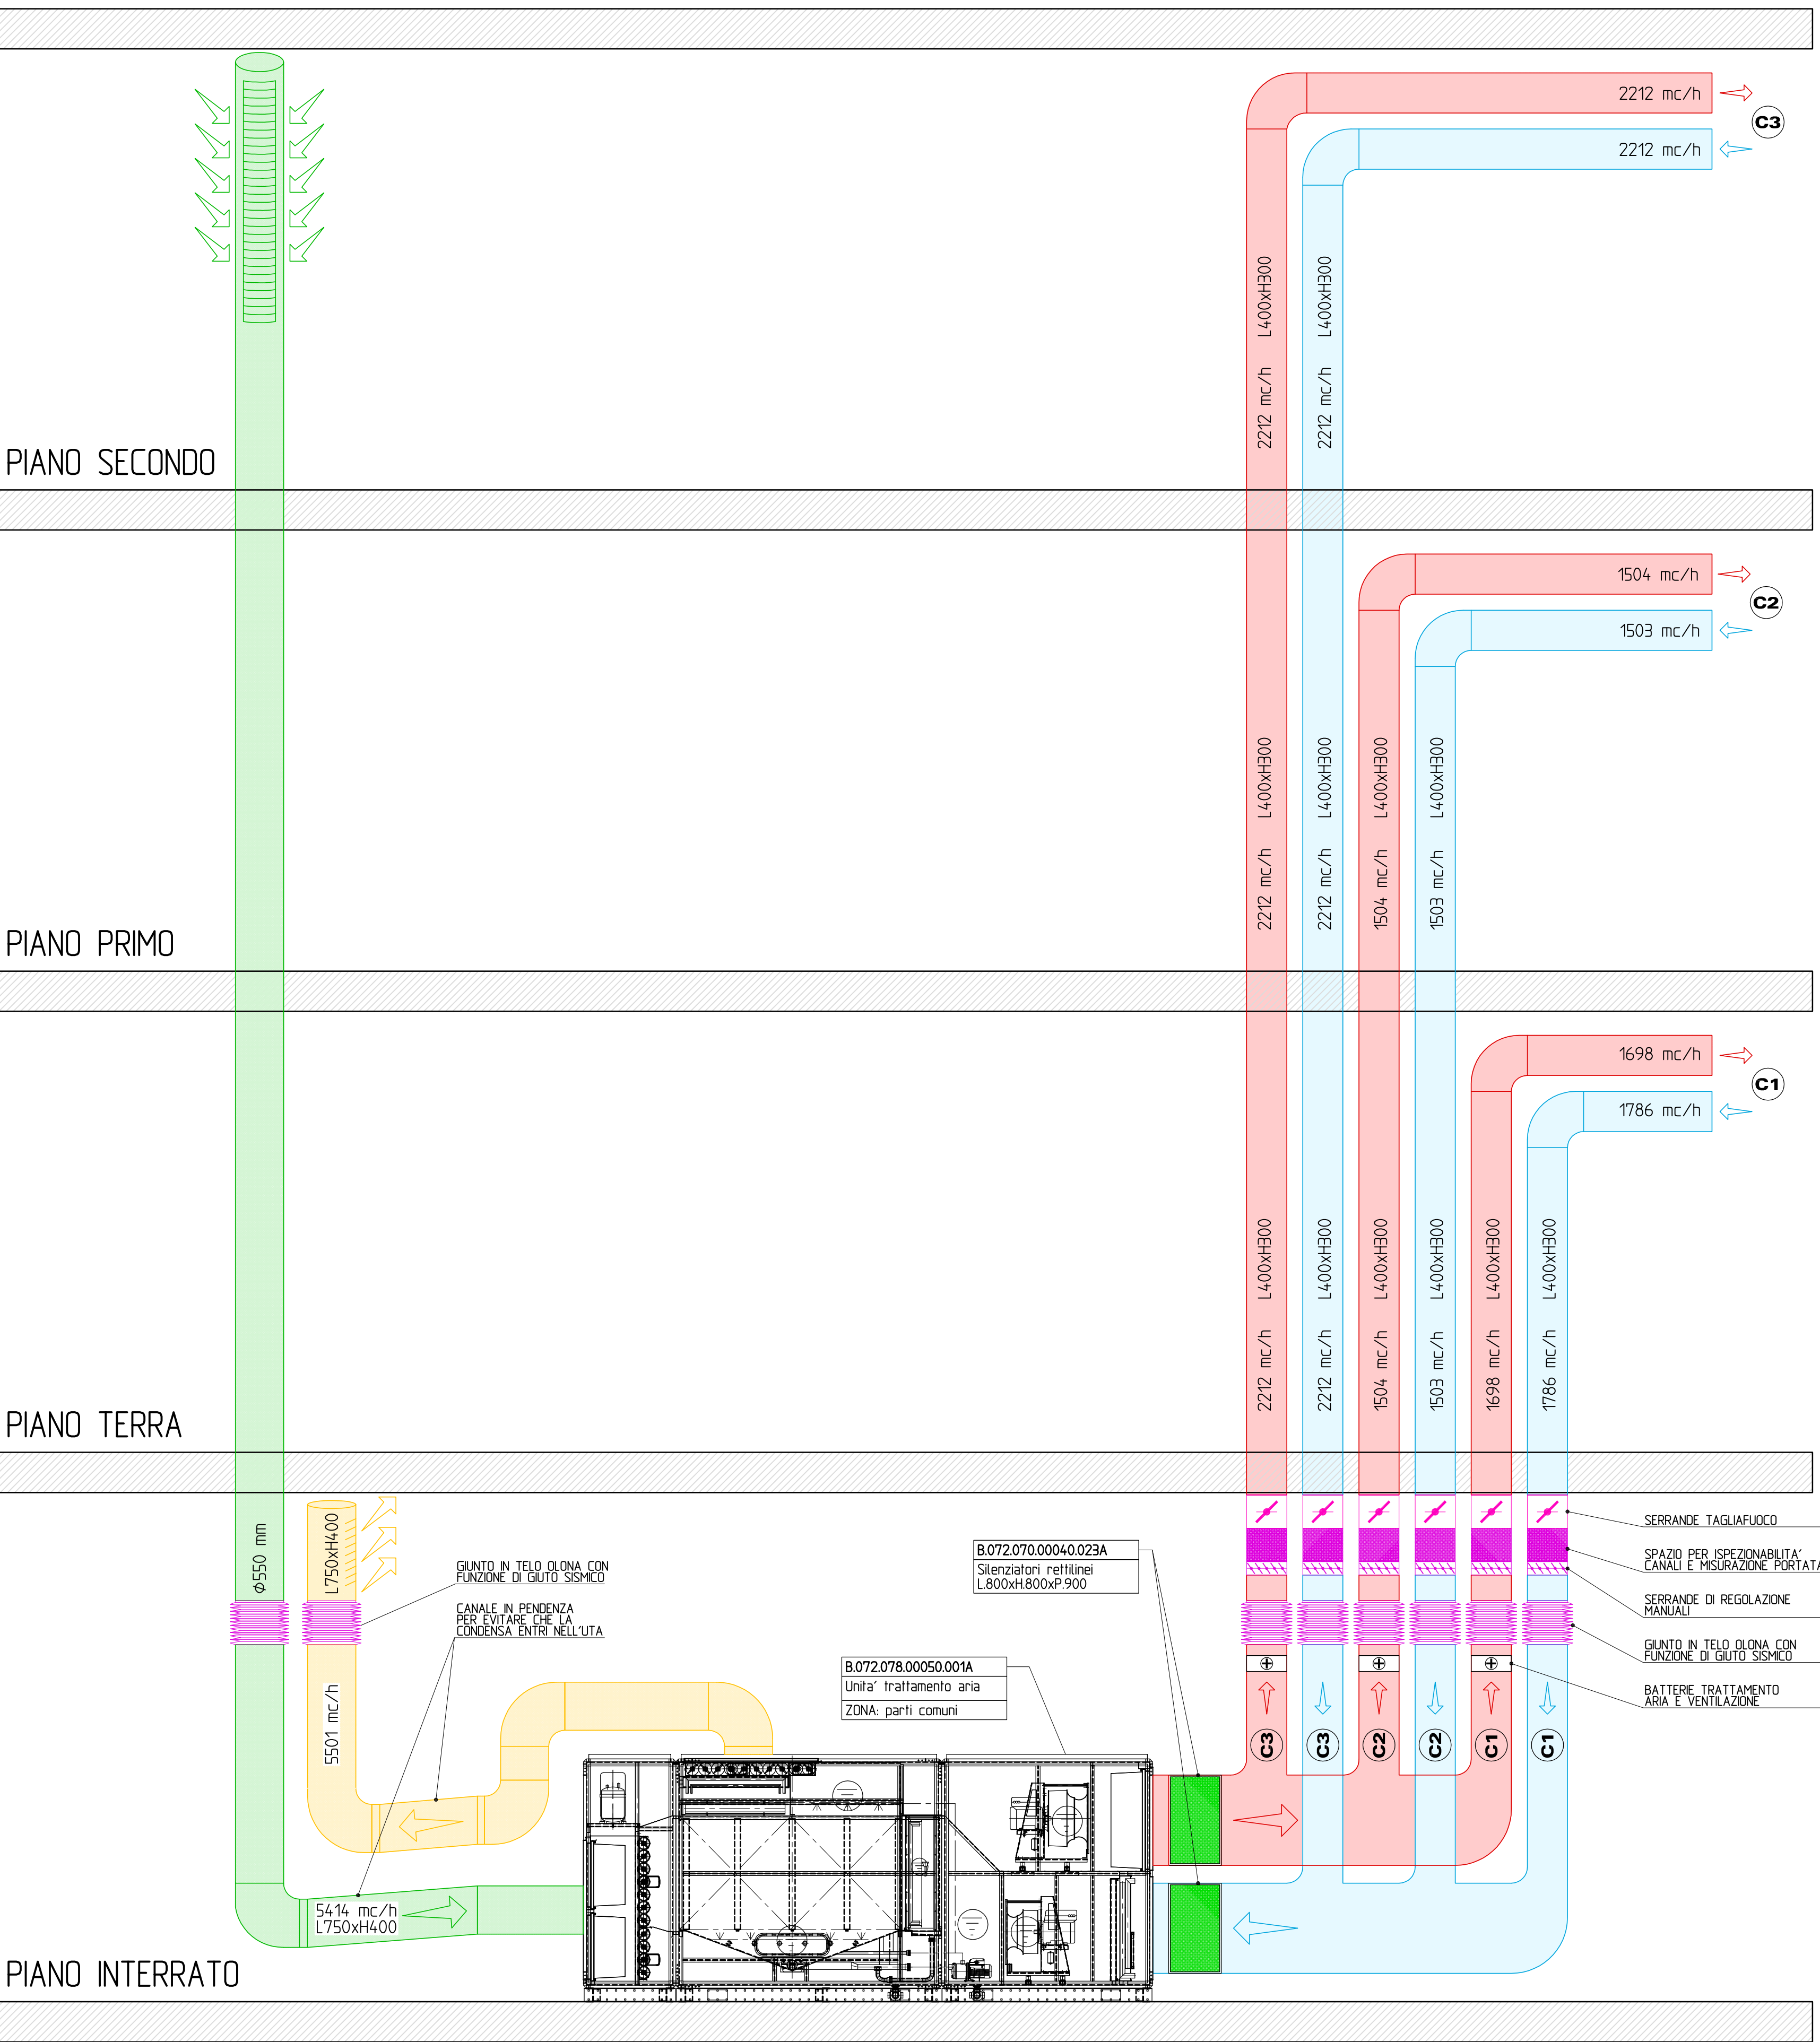 2212 mc/h
C3
2212 mc/h
2212 mc/h L400xH300
2212 mc/h L400xH300
PIANO SECONDO
1504 mc/h
C2
1503 mc/h
2212 mc/h L400xH300
2212 mc/h L400xH300
1504 mc/h L400xH300
1503 mc/h L400xH300
PIANO PRIMO
1698 mc/h
C1
1786 mc/h
2212 mc/h L400xH300
2212 mc/h L400xH300
1504 mc/h L400xH300
1503 mc/h L400xH300
1698 mc/h L400xH300
1786 mc/h L400xH300
PIANO TERRA
ϕ550 mm
L750xH400
5501 mc/h
GIUNTO IN TELO OLONA CON
FUNZIONE DI GIUTO SISMICO
CANALE IN PENDENZA
PER EVITARE CHE LA
CONDENSA ENTRI NELL'UTA
B.072.070.00040.023A
Silenziatori rettilinei
L.800xH.800xP.900
B.072.078.00050.001A
Unita' trattamento aria
ZONA: parti comuni
SERRANDE TAGLIAFUOCO
SPAZIO PER ISPEZIONABILITA'
CANALI E MISURAZIONE PORTATA
SERRANDE DI REGOLAZIONE
MANUALI
GIUNTO IN TELO OLONA CON
FUNZIONE DI GIUTO SISMICO
BATTERIE TRATTAMENTO
ARIA E VENTILAZIONE
C3
C3
C2
C2
C1
C1
5414 mc/h
L750xH400
PIANO INTERRATO